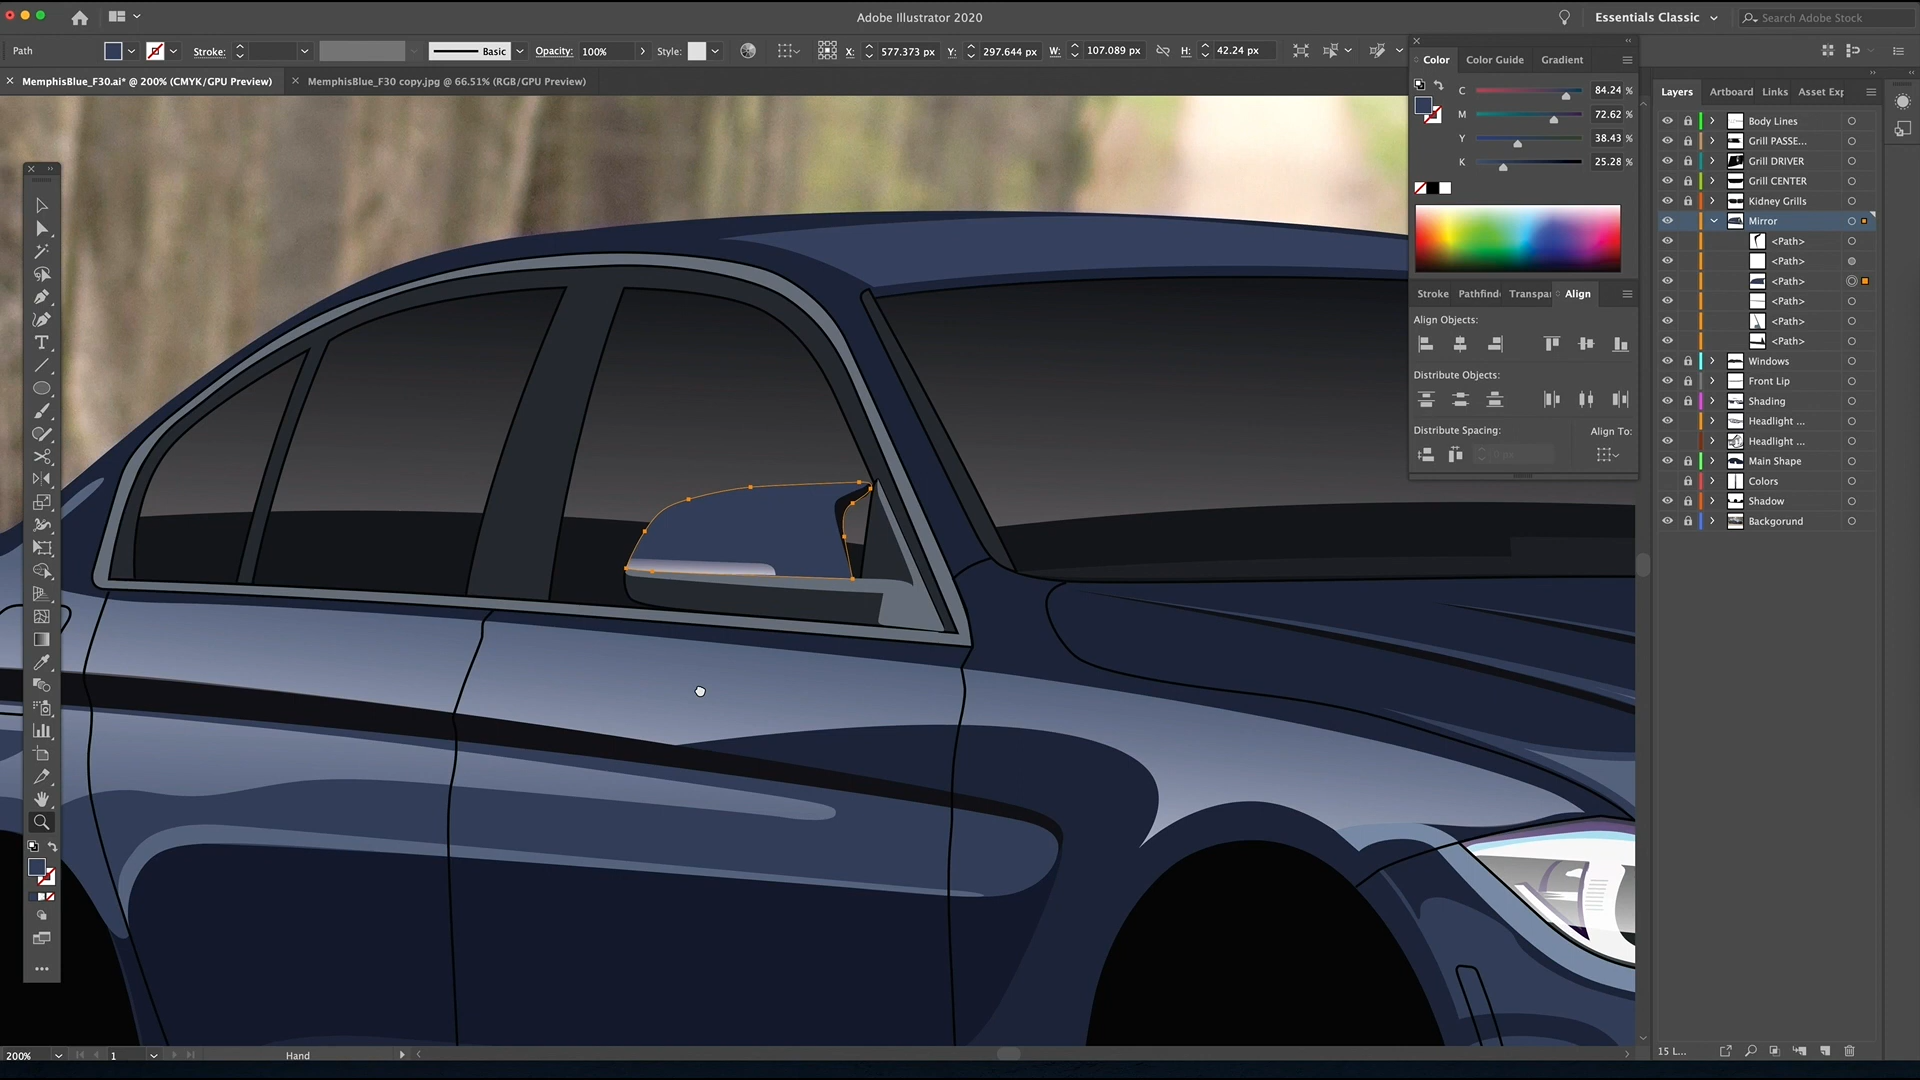 Adobe Illustrator 2020
Essentials Classic
Search Adobe Stock
Path
Stroke:
Basic
Opacity: 100%
Style:
X: 577.373 px
Y: 297.644 px
W: 107.089 px
H: 42.24 px
MemphisBlue_F30.ai* @ 200% (CMYK/GPU Preview)
MemphisBlue_F30 copy.jpg @ 66.51% (RGB/GPU Preview)
Color
Color Guide
Gradient
C 84.24 %
M 72.62 %
Y 38.43 %
K 25.28 %
Stroke
Pathfind
Transpar
Align
Align Objects:
Distribute Objects:
Distribute Spacing:
Align To:
0 px
Layers
Artboard
Links
Asset Exp
Body Lines
Grill PASSE...
Grill DRIVER
Grill CENTER
Kidney Grills
Mirror
<Path>
<Path>
<Path>
<Path>
<Path>
<Path>
Windows
Front Lip
Shading
Headlight ...
Headlight ...
Main Shape
Colors
Shadow
Backgorund
15 L...
200%
1
Hand